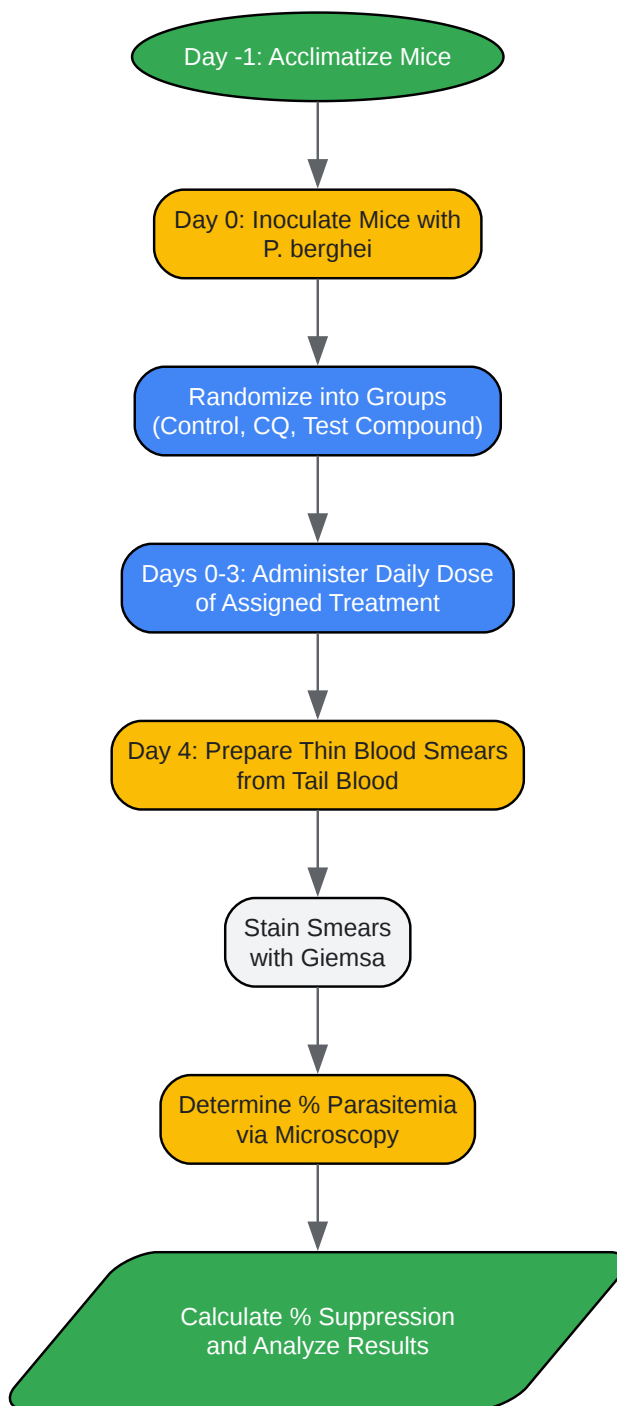 Day -1: Acclimatize Mice
Day 0: Inoculate Mice with
P. berghei
Randomize into Groups
(Control, CQ, Test Compound)
Days 0-3: Administer Daily Dose
of Assigned Treatment
Day 4: Prepare Thin Blood Smears
from Tail Blood
Stain Smears
with Giemsa
Determine % Parasitemia
via Microscopy
Calculate % Suppression
and Analyze Results